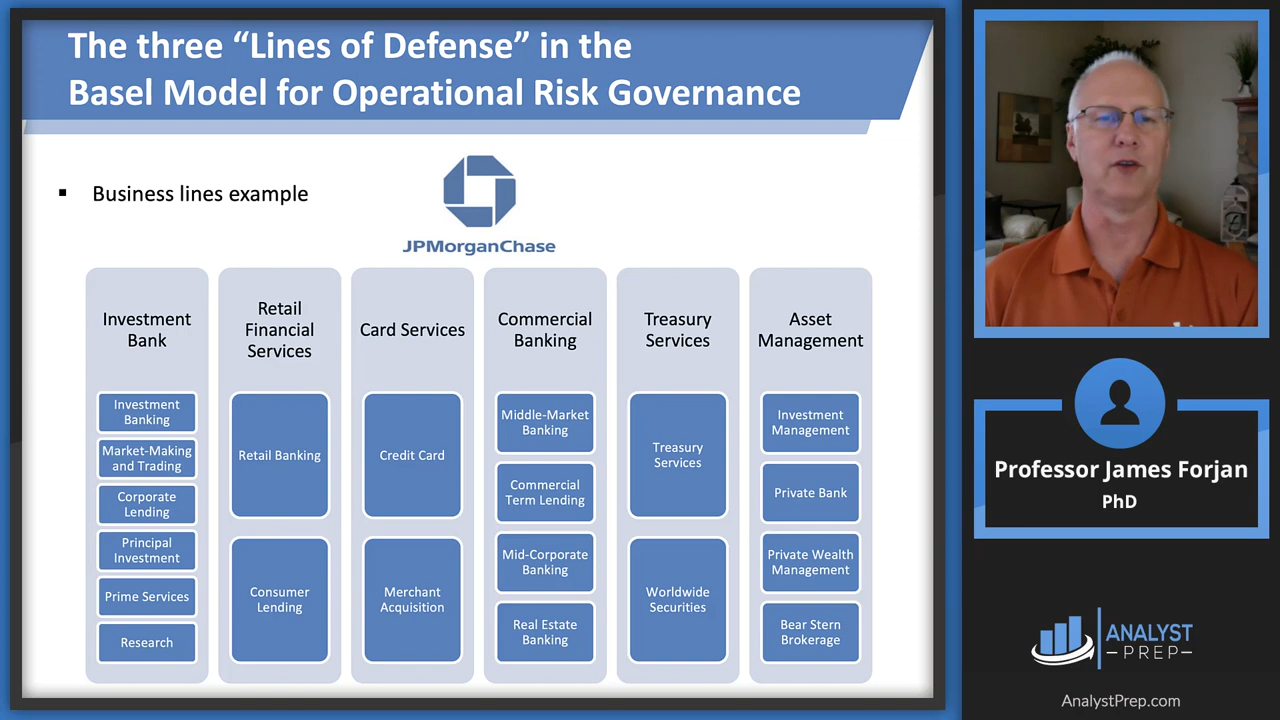 The three “Lines of Defense” in the
Basel Model for Operational Risk Governance
▪ Business lines example
JPMorganChase
Investment
Bank
Investment
Banking
Market-Making
and Trading
Corporate
Lending
Principal
Investment
Prime Services
Research
Retail
Financial
Services
Retail Banking
Consumer
Lending
Card Services
Credit Card
Merchant
Acquisition
Commercial
Banking
Middle-Market
Banking
Commercial
Term Lending
Mid-Corporate
Banking
Real Estate
Banking
Treasury
Services
Treasury
Services
Worldwide
Securities
Asset
Management
Investment
Management
Private Bank
Private Wealth
Management
Bear Stern
Brokerage
Professor James Forjan
PhD
ANALYST
–PREP–
AnalystPrep.com